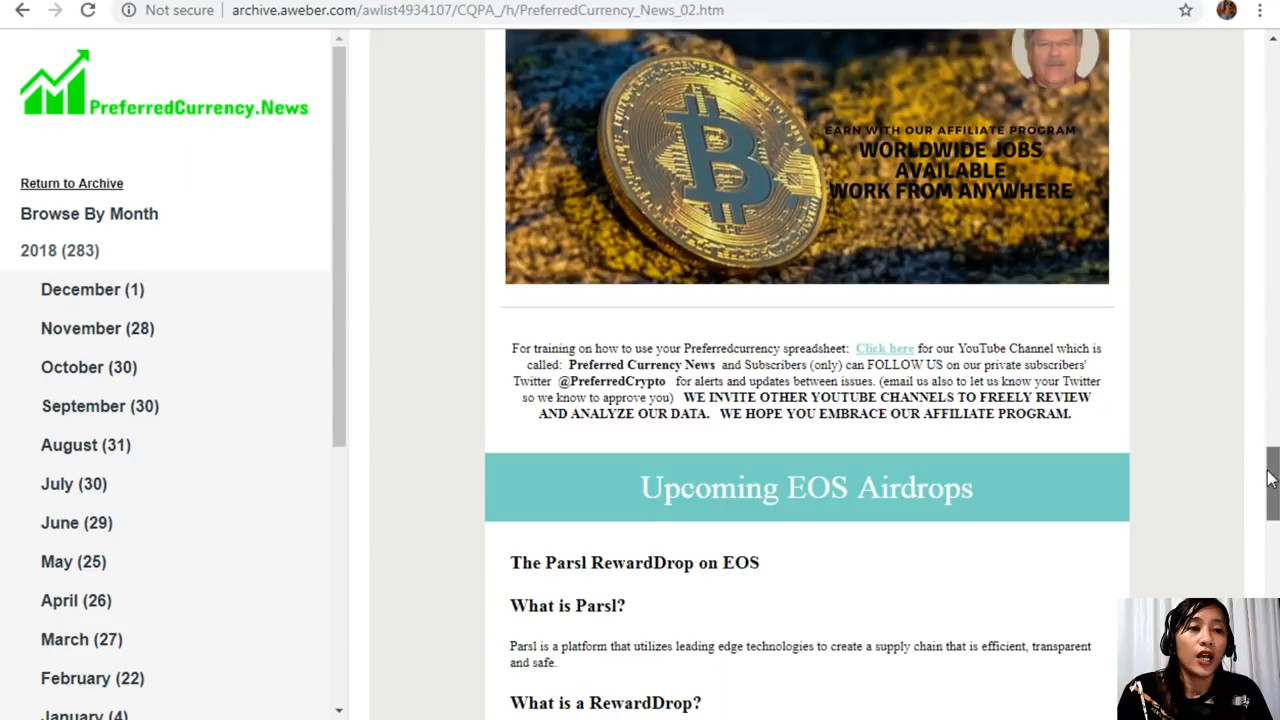 Not secure
archive.aweber.com/awlist4934107/CQPA_/h/PreferredCurrency_News_02.htm
PreferredCurrency.News
Return to Archive
Browse By Month
2018 (283)
December (1)
November (28)
October (30)
September (30)
August (31)
July (30)
June (29)
May (25)
April (26)
March (27)
February (22)
January (4)
EARN WITH OUR AFFILIATE PROGRAM
WORLDWIDE JOBS
AVAILABLE
WORK FROM ANYWHERE
For training on how to use your Preferredcurrency spreadsheet: Click here for our YouTube Channel which is
called: Preferred Currency News and Subscribers (only) can FOLLOW US on our private subscribers'
Twitter @PreferredCrypto for alerts and updates between issues. (email us also to let us know your Twitter
so we know to approve you) WE INVITE OTHER YOUTUBE CHANNELS TO FREELY REVIEW
AND ANALYZE OUR DATA. WE HOPE YOU EMBRACE OUR AFFILIATE PROGRAM.
Upcoming EOS Airdrops
The Parsl RewardDrop on EOS
What is Parsl?
Parsl is a platform that utilizes leading edge technologies to create a supply chain that is efficient, transparent
and safe.
What is a RewardDrop?